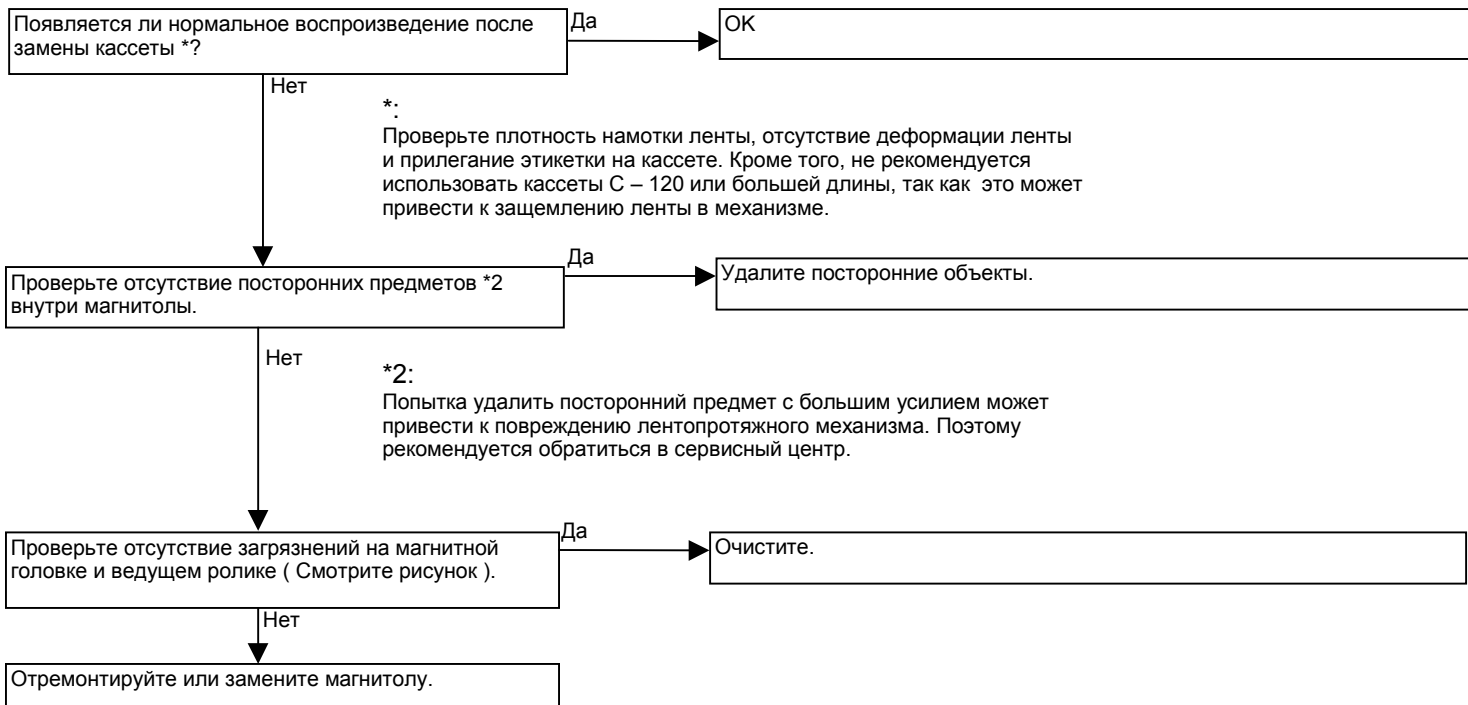 Появляется ли нормальное воспроизведение после
замены кассеты *?
Да
OK
Нет
*:
Проверьте плотность намотки ленты, отсутствие деформации ленты
и прилегание этикетки на кассете. Кроме того, не рекомендуется
использовать кассеты С – 120 или большей длины, так как это может
привести к защемлению ленты в механизме.
Проверьте отсутствие посторонних предметов *2
внутри магнитолы.
Да
Удалите посторонние объекты.
Нет
*2:
Попытка удалить посторонний предмет с большим усилием может
привести к повреждению лентопротяжного механизма. Поэтому
рекомендуется обратиться в сервисный центр.
Проверьте отсутствие загрязнений на магнитной
головке и ведущем ролике ( Смотрите рисунок ).
Да
Очистите.
Нет
Отремонтируйте или замените магнитолу.